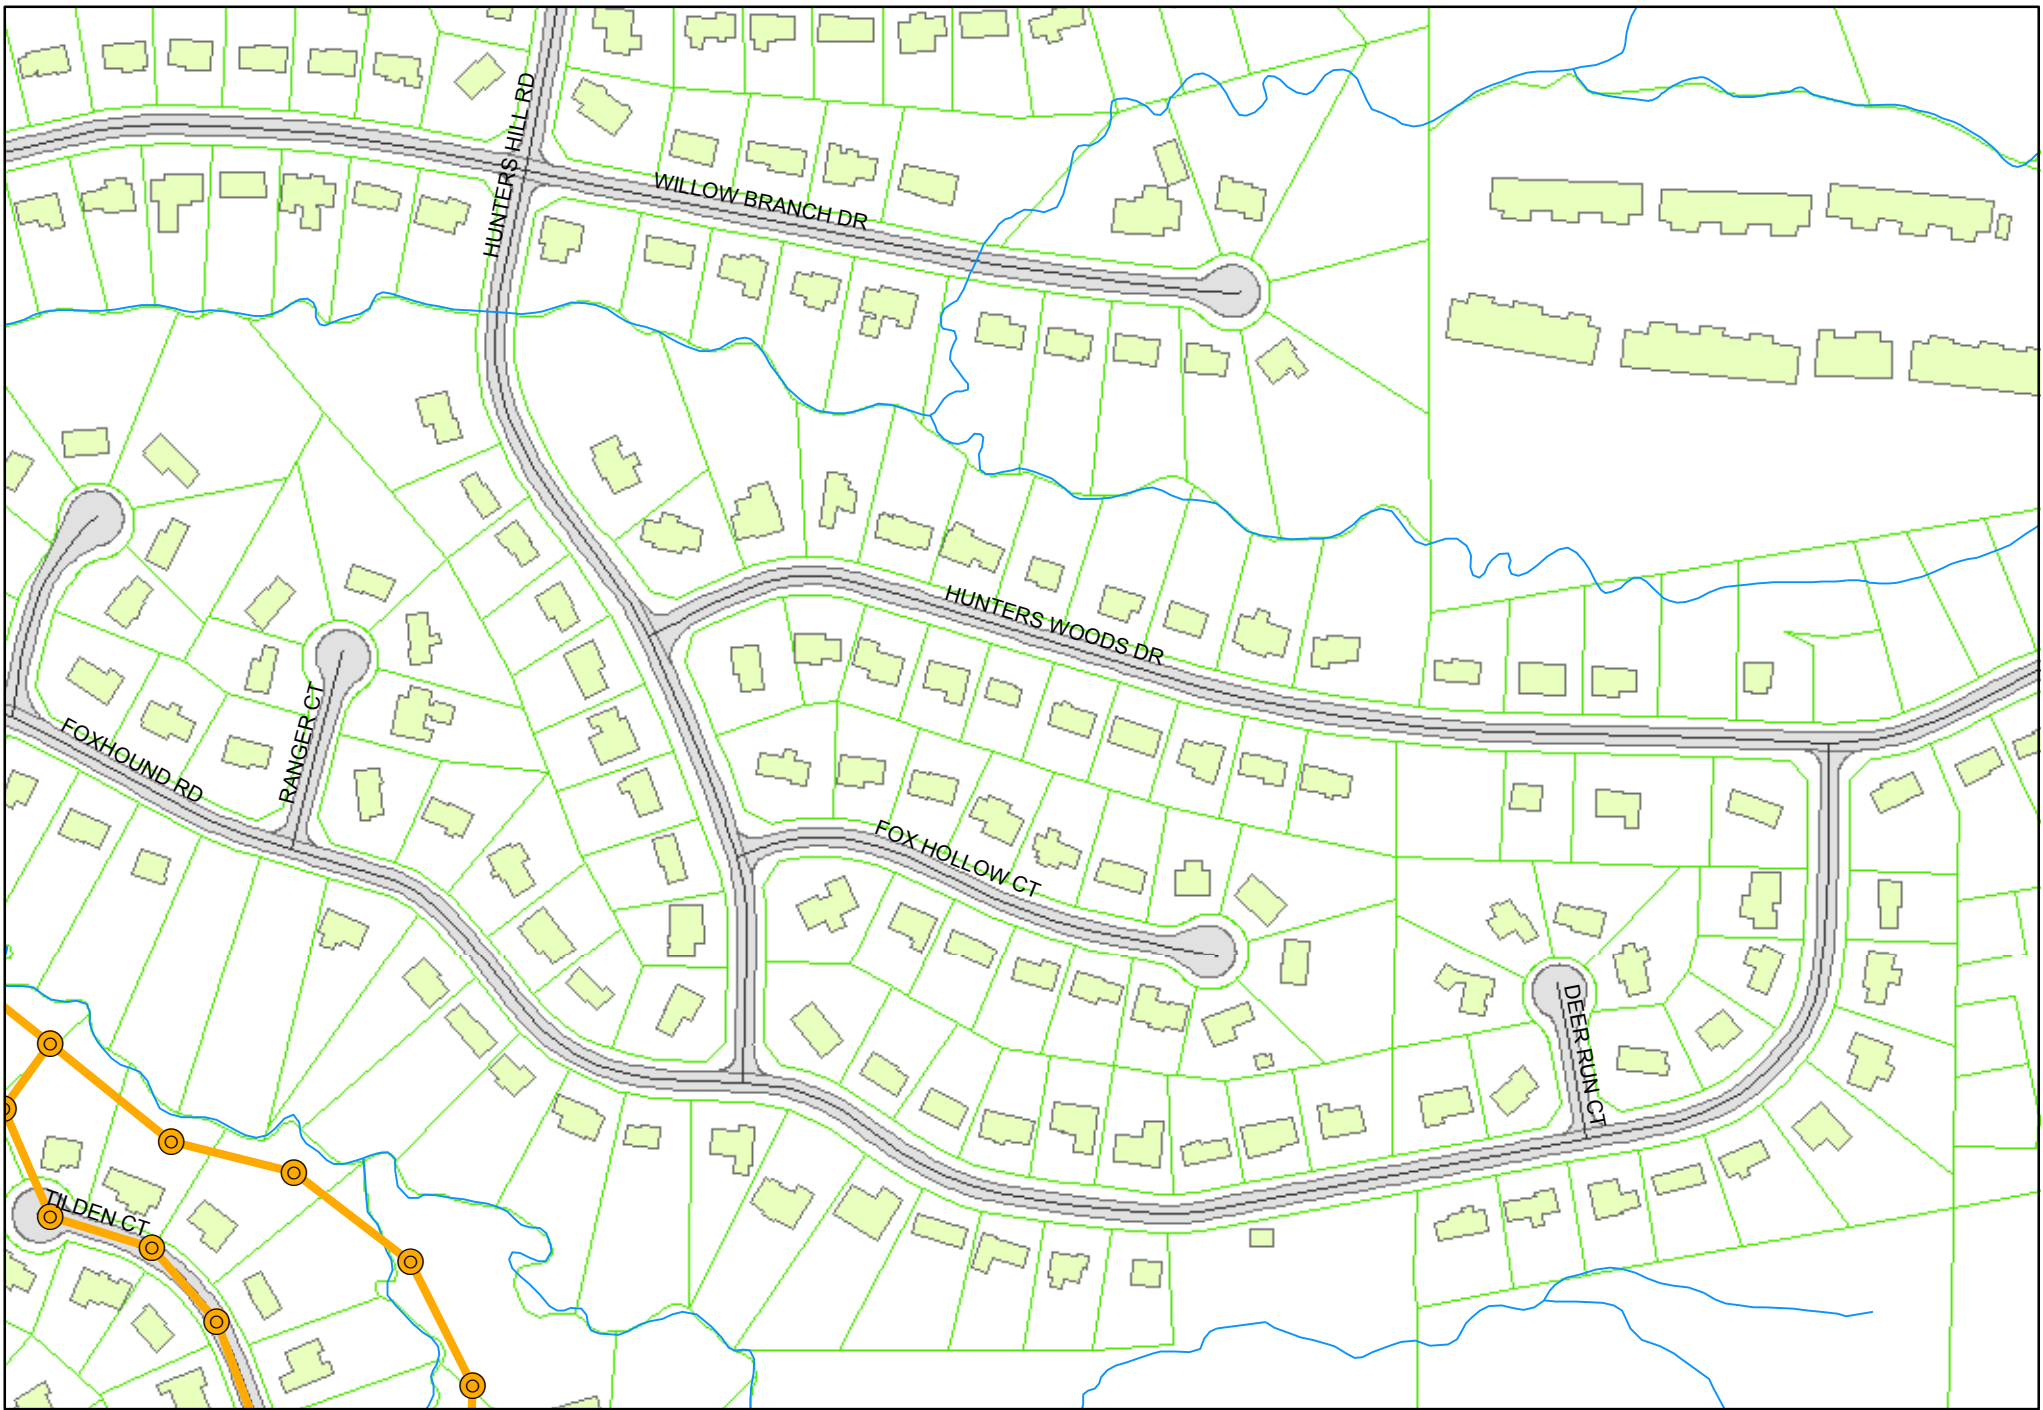 HUNTERS HILL RD
WILLOW BRANCH DR
HUNTERS WOODS DR
RANGER CT
FOXHOUND RD
FOX HOLLOW CT
DEER RUN CT
TILDEN CT